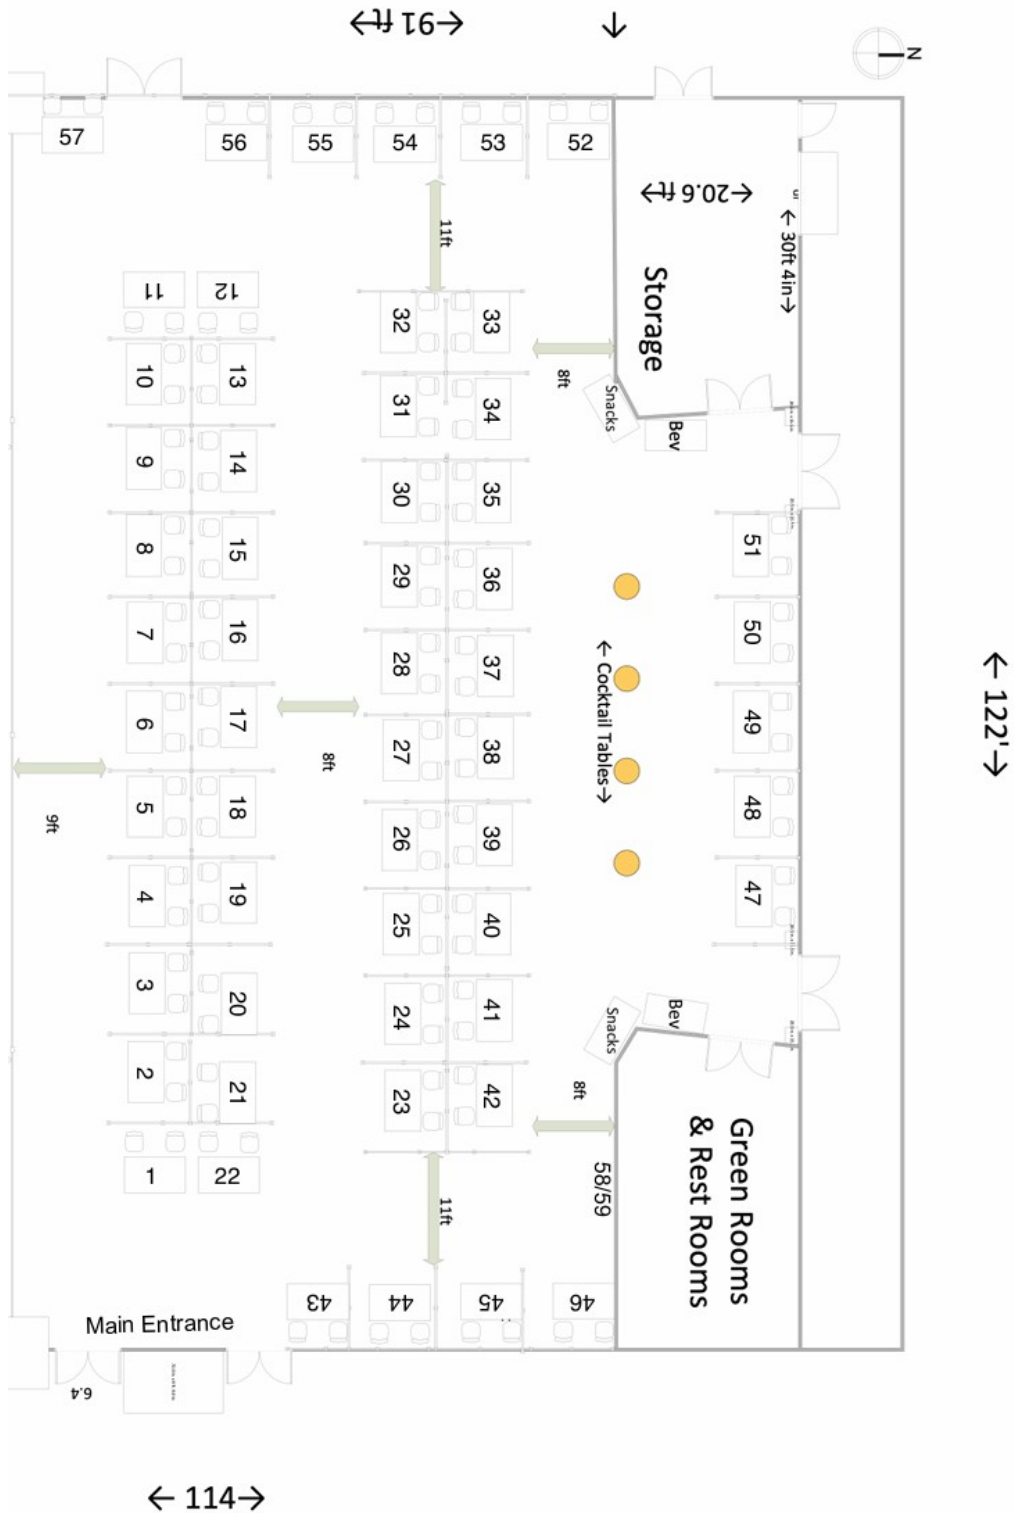 ← 91 ft →
→
N
57
56
55
54
53
52
← 20.6 ft →
← 30ft 4in →
Storage
11ft
11
12
32
33
8ft
Snacks
Bev
10
13
31
34
9
14
30
35
8
15
29
36
51
7
16
28
37
50
← Cocktail Tables →
← 122' →
6
17
27
38
49
8ft
9ft
5
18
26
39
48
4
19
25
40
47
3
20
24
41
Snacks
Bev
2
21
23
42
8ft
1
22
11ft
58/59
Green Rooms
& Rest Rooms
43
44
45
46
Main Entrance
6.4
← 114 →